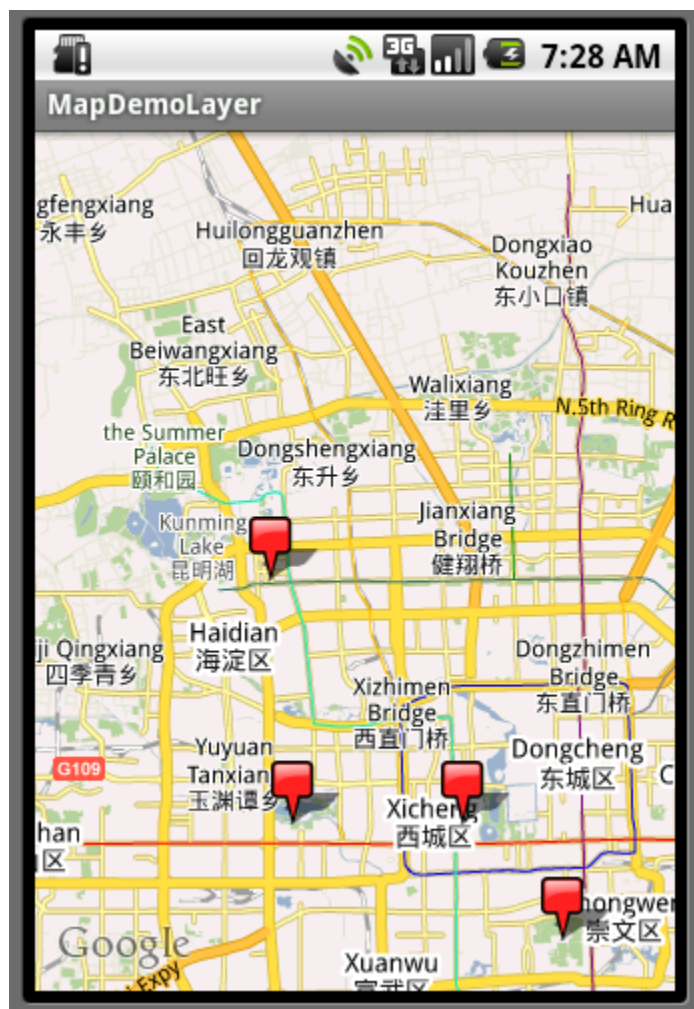 3G
7:28 AM
MapDemoLayer
gfengxiang
永丰乡
Huilongguanzhen
回龙观镇
Hua
Dongxiao
Kouzhen
东小口镇
East
Beiwangxiang
东北旺乡
Walixiang
洼里乡
N.5th Ring R
the Summer
Palace
颐和园
Dongshengxiang
东升乡
Kunming
Lake
昆明湖
Jianxiang
Bridge
健翔桥
Haidian
海淀区
ji Qingxiang
四季青乡
Dongzhimen
Bridge
东直门桥
Xizhimen
Bridge
西直门桥
Yuyuan
Tanxian
玉渊谭乡
G109
Dongcheng
东城区
C
Xicheng
西城区
han
区
hongwen
崇文区
Google
Xuanwu
宣武区
Expy